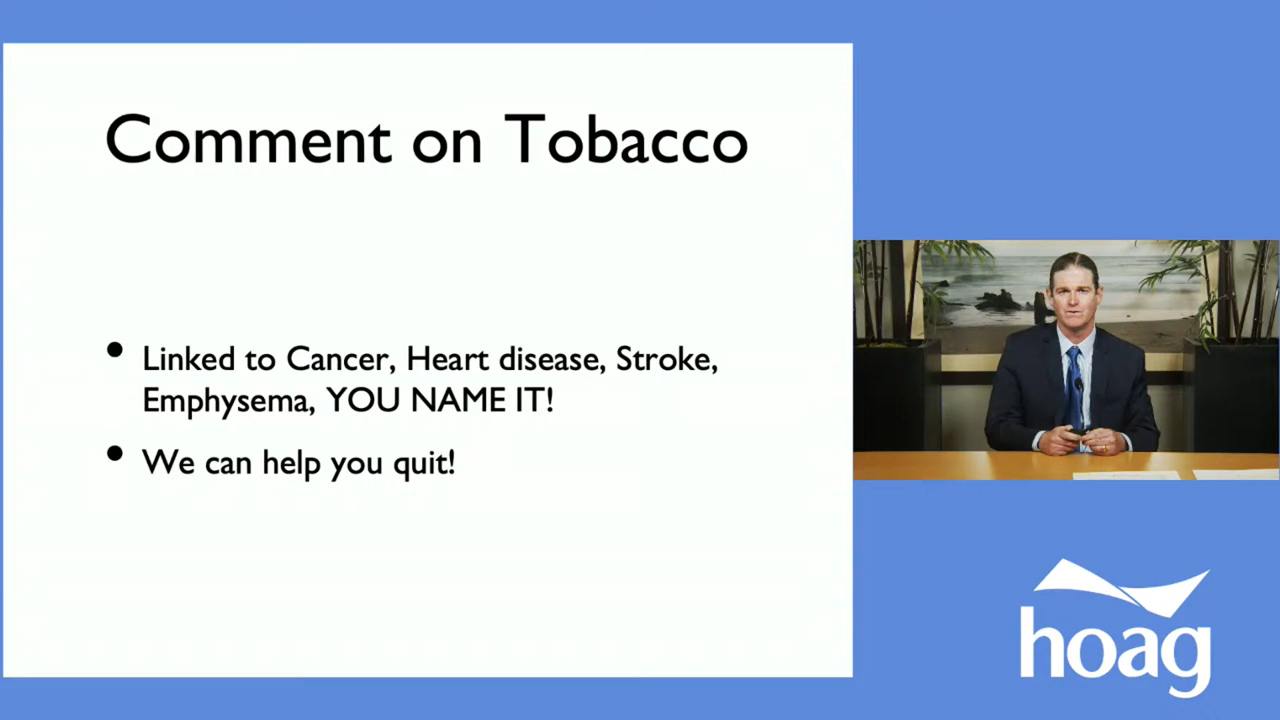 Comment on Tobacco
• Linked to Cancer, Heart disease, Stroke,
Emphysema, YOU NAME IT!
• We can help you quit!
hoag